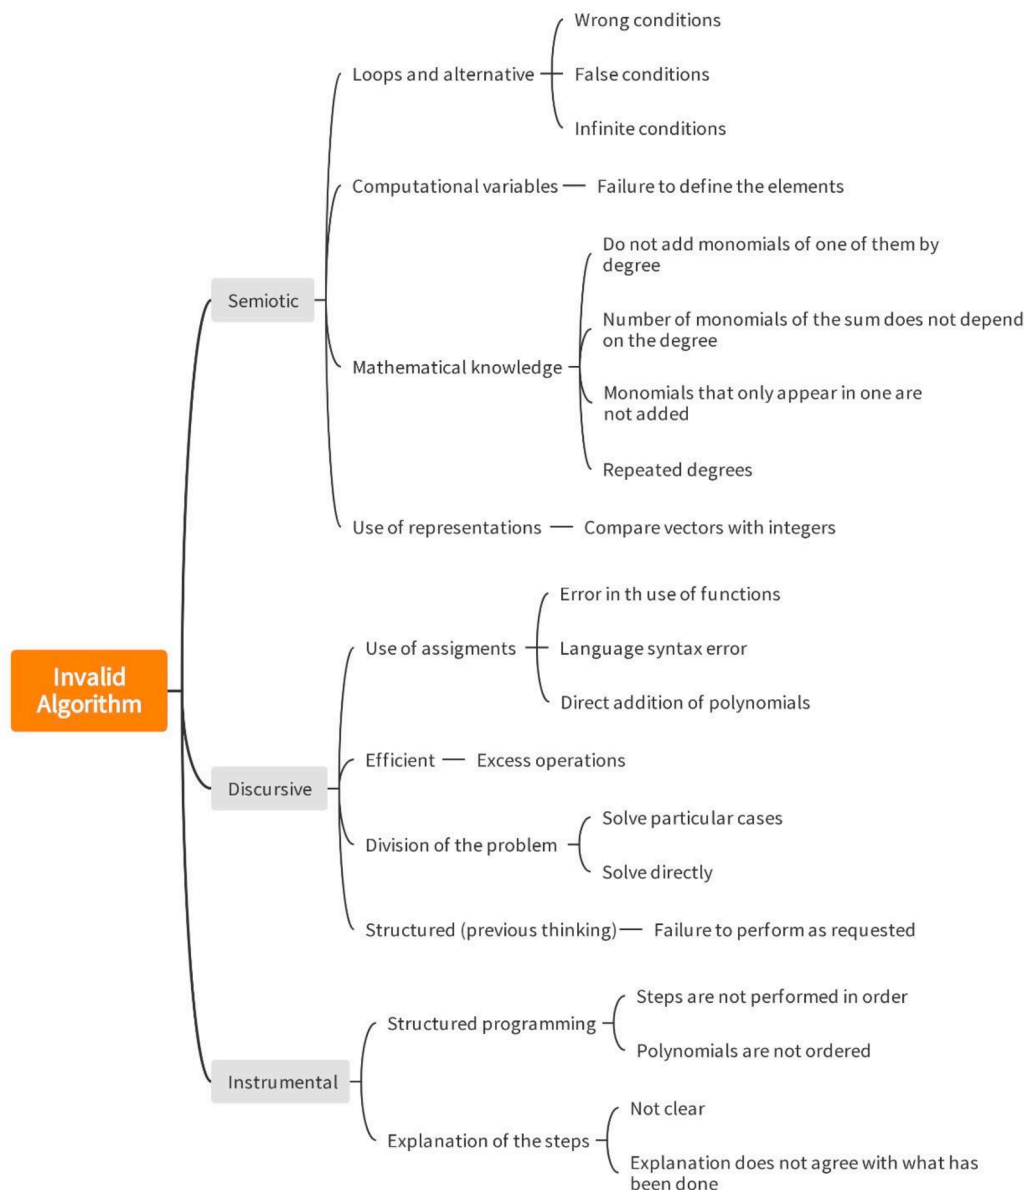 Wrong conditions
Loops and alternative
False conditions
Infinite conditions
Computational variables
Failure to define the elements
Do not add monomials of one of them by
degree
Semiotic
Number of monomials of the sum does not depend
on the degree
Mathematical knowledge
Monomials that only appear in one are
not added
Repeated degrees
Use of representations
Compare vectors with integers
Error in th use of functions
Use of assigments
Language syntax error
Invalid
Algorithm
Direct addition of polynomials
Efficient
Excess operations
Discursive
Solve particular cases
Division of the problem
Solve directly
Structured (previous thinking)
Failure to perform as requested
Steps are not performed in order
Structured programming
Polynomials are not ordered
Instrumental
Not clear
Explanation of the steps
Explanation does not agree with what has
been done